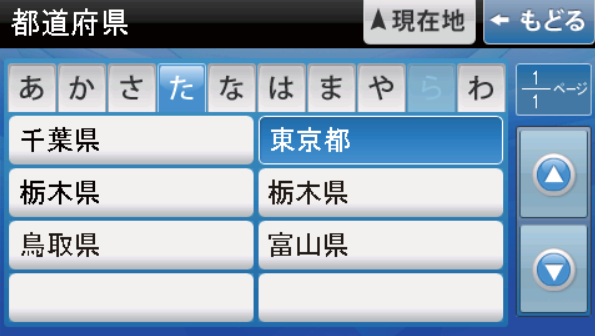 都道府県 現在地 ← もどる
あ か さ た な は ま や ら わ 1/1 ページ
千葉県 東京都
栃木県 栃木県
鳥取県 富山県